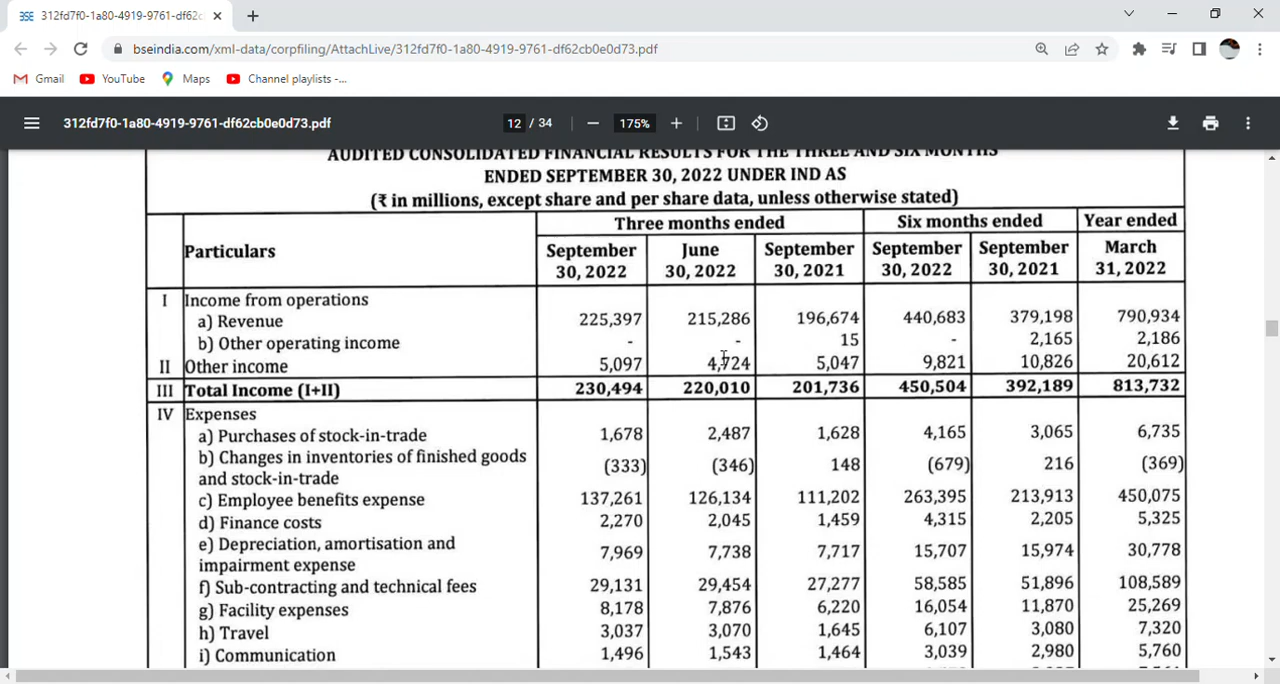 312fd7f0-1a80-4919-9761-df62c
bseindia.com/xml-data/corpfiling/AttachLive/312fd7f0-1a80-4919-9761-df62cb0e0d73.pdf
Gmail YouTube Maps Channel playlists -...
312fd7f0-1a80-4919-9761-df62cb0e0d73.pdf 12 / 34 175%
AUDITED CONSOLIDATED FINANCIAL RESULTS FOR THE THREE AND SIX MONTHS
ENDED SEPTEMBER 30, 2022 UNDER IND AS
(₹ in millions, except share and per share data, unless otherwise stated)
Particulars Three months ended Six months ended Year ended
September 30, 2022 June 30, 2022 September 30, 2021 September 30, 2022 September 30, 2021 March 31, 2022
I Income from operations
a) Revenue 225,397 215,286 196,674 440,683 379,198 790,934
b) Other operating income - - 15 - 2,165 2,186
II Other income 5,097 4,724 5,047 9,821 10,826 20,612
III Total Income (I+II) 230,494 220,010 201,736 450,504 392,189 813,732
IV Expenses
a) Purchases of stock-in-trade 1,678 2,487 1,628 4,165 3,065 6,735
b) Changes in inventories of finished goods
and stock-in-trade (333) (346) 148 (679) 216 (369)
c) Employee benefits expense 137,261 126,134 111,202 263,395 213,913 450,075
d) Finance costs 2,270 2,045 1,459 4,315 2,205 5,325
e) Depreciation, amortisation and
impairment expense 7,969 7,738 7,717 15,707 15,974 30,778
f) Sub-contracting and technical fees 29,131 29,454 27,277 58,585 51,896 108,589
g) Facility expenses 8,178 7,876 6,220 16,054 11,870 25,269
h) Travel 3,037 3,070 1,645 6,107 3,080 7,320
i) Communication 1,496 1,543 1,464 3,039 2,980 5,760